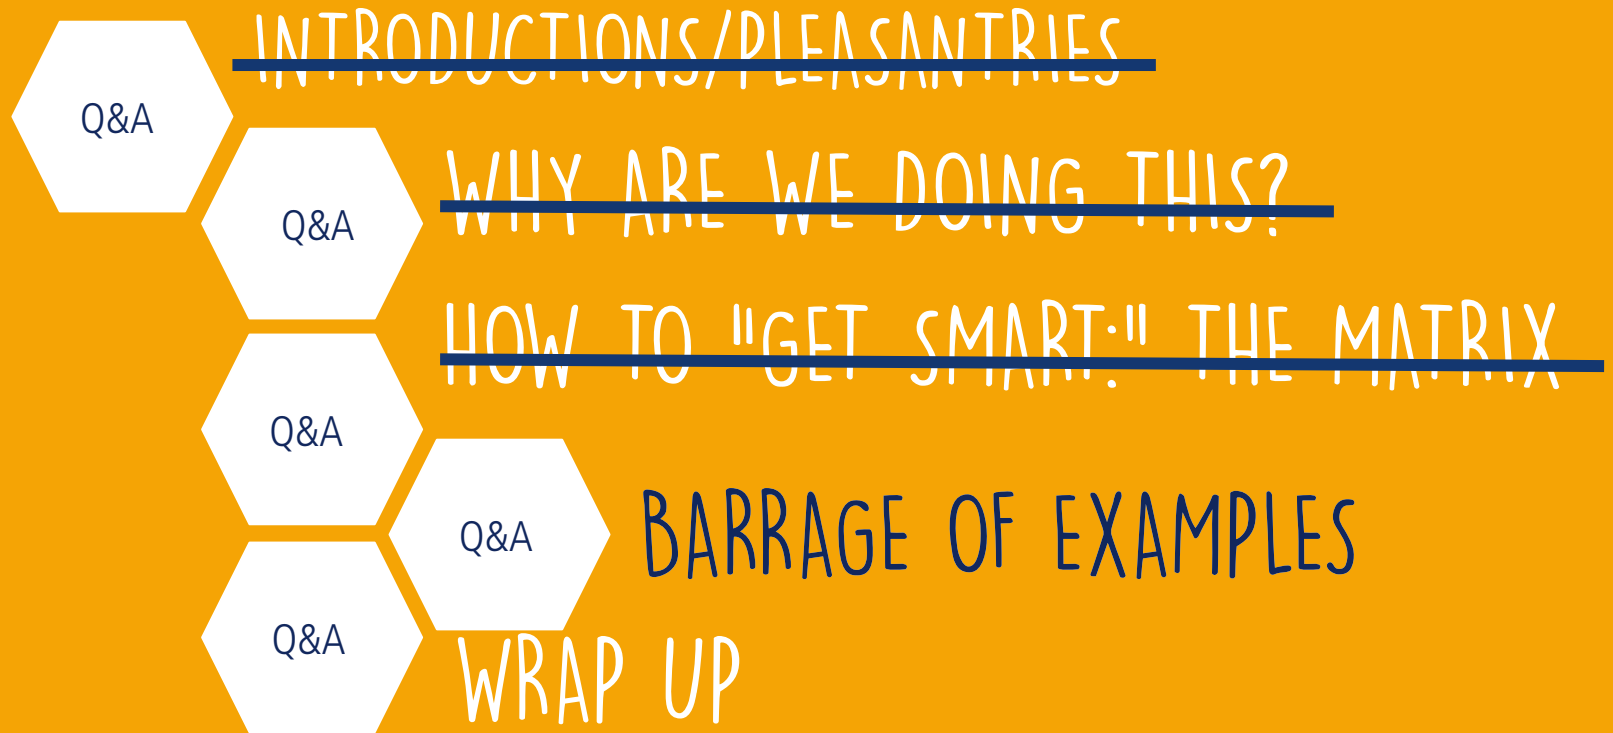 INTRODUCTIONS/PLEASANTRIES
Q&A
WHY ARE WE DOING THIS?
Q&A
HOW TO "GET SMART:" THE MATRIX
Q&A
BARRAGE OF EXAMPLES
Q&A
WRAP UP
Q&A